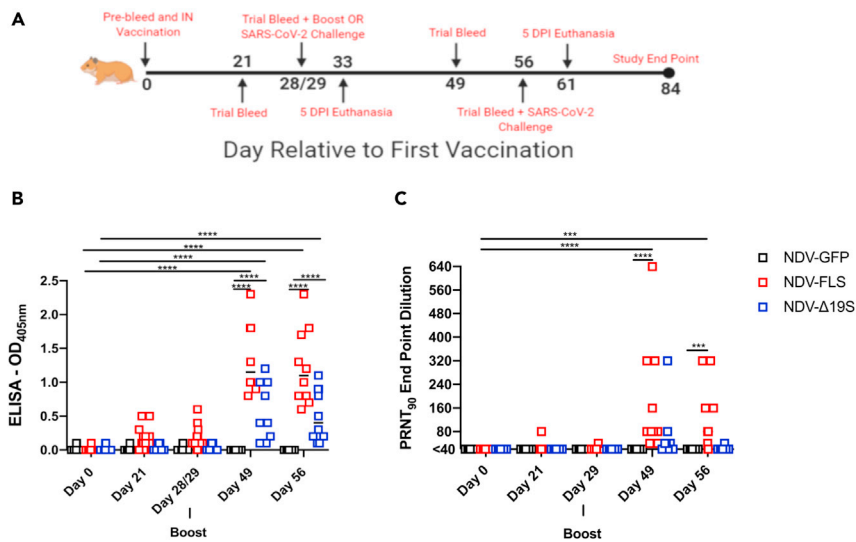 A
Pre-bleed and IN
Vaccination
Trial Bleed + Boost OR
SARS-CoV-2 Challenge
Trial Bleed
5 DPI Euthanasia
Study End Point
21
33
56
0
28/29
49
61
84
Trial Bleed
5 DPI Euthanasia
Trial Bleed + SARS-CoV-2
Challenge
Day Relative to First Vaccination
B
****
****
****
****
****
****
****
****
ELISA - OD405nm
2.5
2.0
1.5
1.0
0.5
0.0
Day 0
Day 21
Day 28/29
Day 49
Day 56
Boost
C
***
****
****
***
PRNT90 End Point Dilution
640
560
480
400
320
240
160
80
<40
Day 0
Day 21
Day 29
Day 49
Day 56
Boost
NDV-GFP
NDV-FLS
NDV-Δ19S